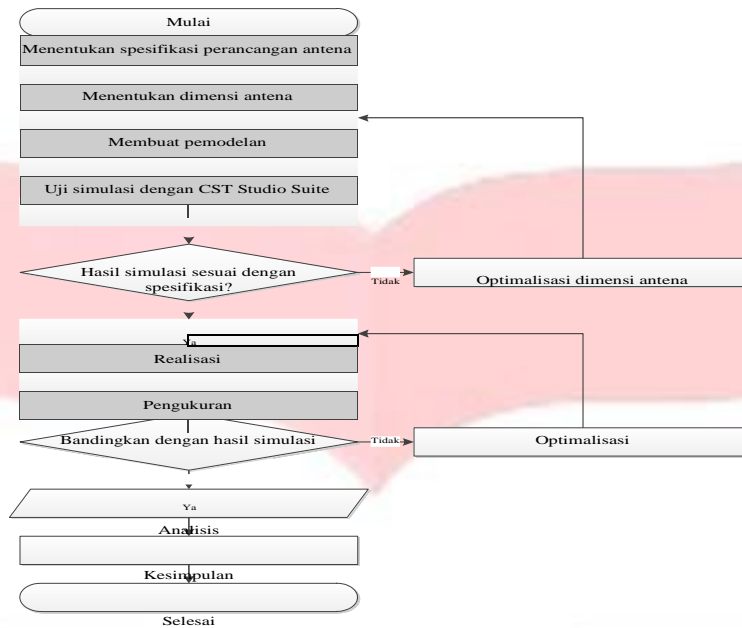 Mulai
Menentukan spesifikasi perancangan antena
Menentukan dimensi antena
Membuat pemodelan
Uji simulasi dengan CST Studio Suite
Hasil simulasi sesuai dengan
spesifikasi?
Tidak
Optimalisasi dimensi antena
Ya
Realisasi
Pengukuran
Bandingkan dengan hasil simulasi
Tidak
Optimalisasi
Ya
Analisis
Kesimpulan
Selesai